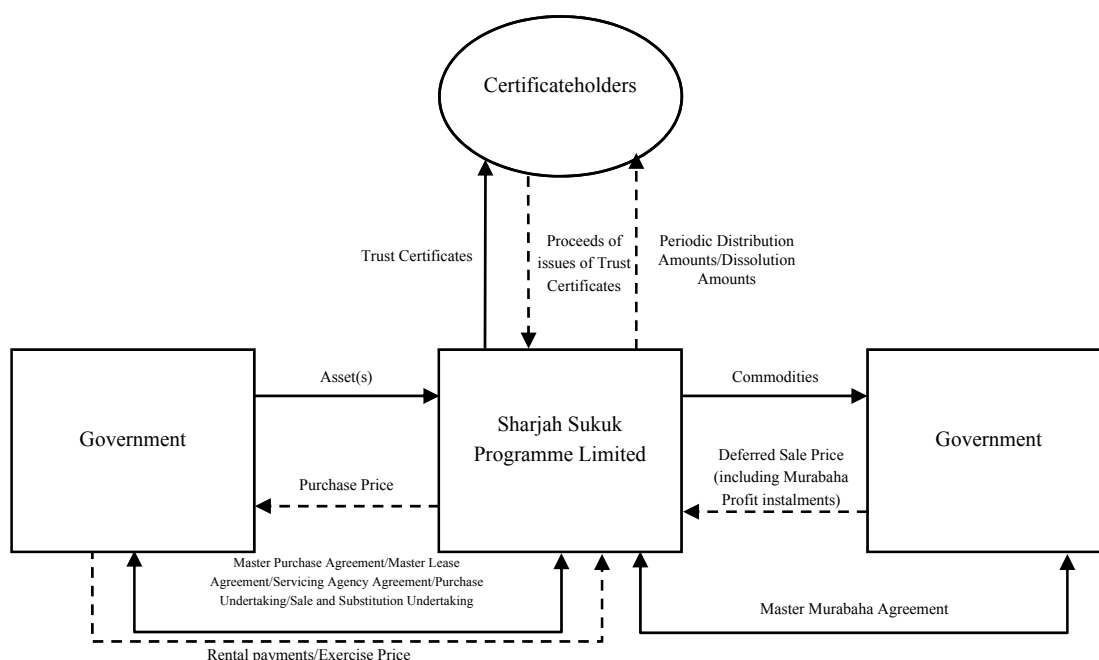 Certificateholders
Trust Certificates
Proceeds of
issues of Trust
Certificates
Periodic Distribution
Amounts/Dissolution
Amounts
Government
Asset(s)
Purchase Price
Sharjah Sukuk
Programme Limited
Commodities
Deferred Sale Price
(including Murabaha
Profit instalments)
Government
Master Purchase Agreement/Master Lease
Agreement/Servicing Agency Agreement/Purchase
Undertaking/Sale and Substitution Undertaking
Master Murabaha Agreement
Rental payments/Exercise Price